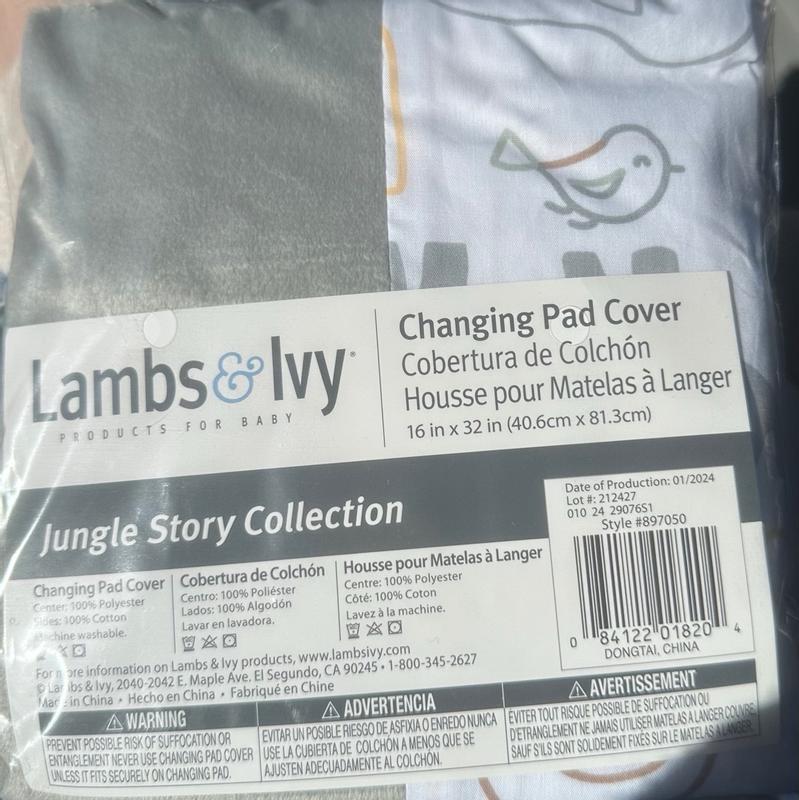 Lambs & Ivy
PRODUCTS FOR BABY
Changing Pad Cover
Cobertura de Colchón
Housse pour Matelas à Langer
16 in x 32 in (40.6cm x 81.3cm)
Jungle Story Collection
Date of Production: 01/2024
Lot #: 212427
010 24 29076S1
Style #897050
0 84122 01820 4
DONGTAI, CHINA
Changing Pad Cover
Center: 100% Polyester
Sides: 100% Cotton
Machine washable.
Cobertura de Colchón
Centro: 100% Poliéster
Lados: 100% Algodón
Lavar en lavadora.
Housse pour Matelas à Langer
Centre: 100% Polyester
Côté: 100% Coton
Lavez à la machine.
For more information on Lambs & Ivy products, www.lambsivy.com
© Lambs & Ivy, 2040-2042 E. Maple Ave. El Segundo, CA 90245 • 1-800-345-2627
Made in China • Hecho en China • Fabriqué en Chine
WARNING
PREVENT POSSIBLE RISK OF SUFFOCATION OR
ENTANGLEMENT NEVER USE CHANGING PAD COVER
UNLESS IT FITS SECURELY ON CHANGING PAD.
ADVERTENCIA
EVITAR UN POSIBLE RIESGO DE ASFIXIA O ENREDO NUNCA
USE LA CUBIERTA DE COLCHÓN A MENOS QUE SE
AJUSTEN ADECUADAMENTE AL COLCHÓN.
AVERTISSEMENT
ÉVITER TOUT RISQUE POSSIBLE DE SUFFOCATION OU
D'ETRANGLEMENT NE JAMAIS UTILISER MATELAS À LANGER COUVRE
SAUF S'ILS SONT SOLIDEMENT FIXÉS SUR LE MATELAS À LANGER.